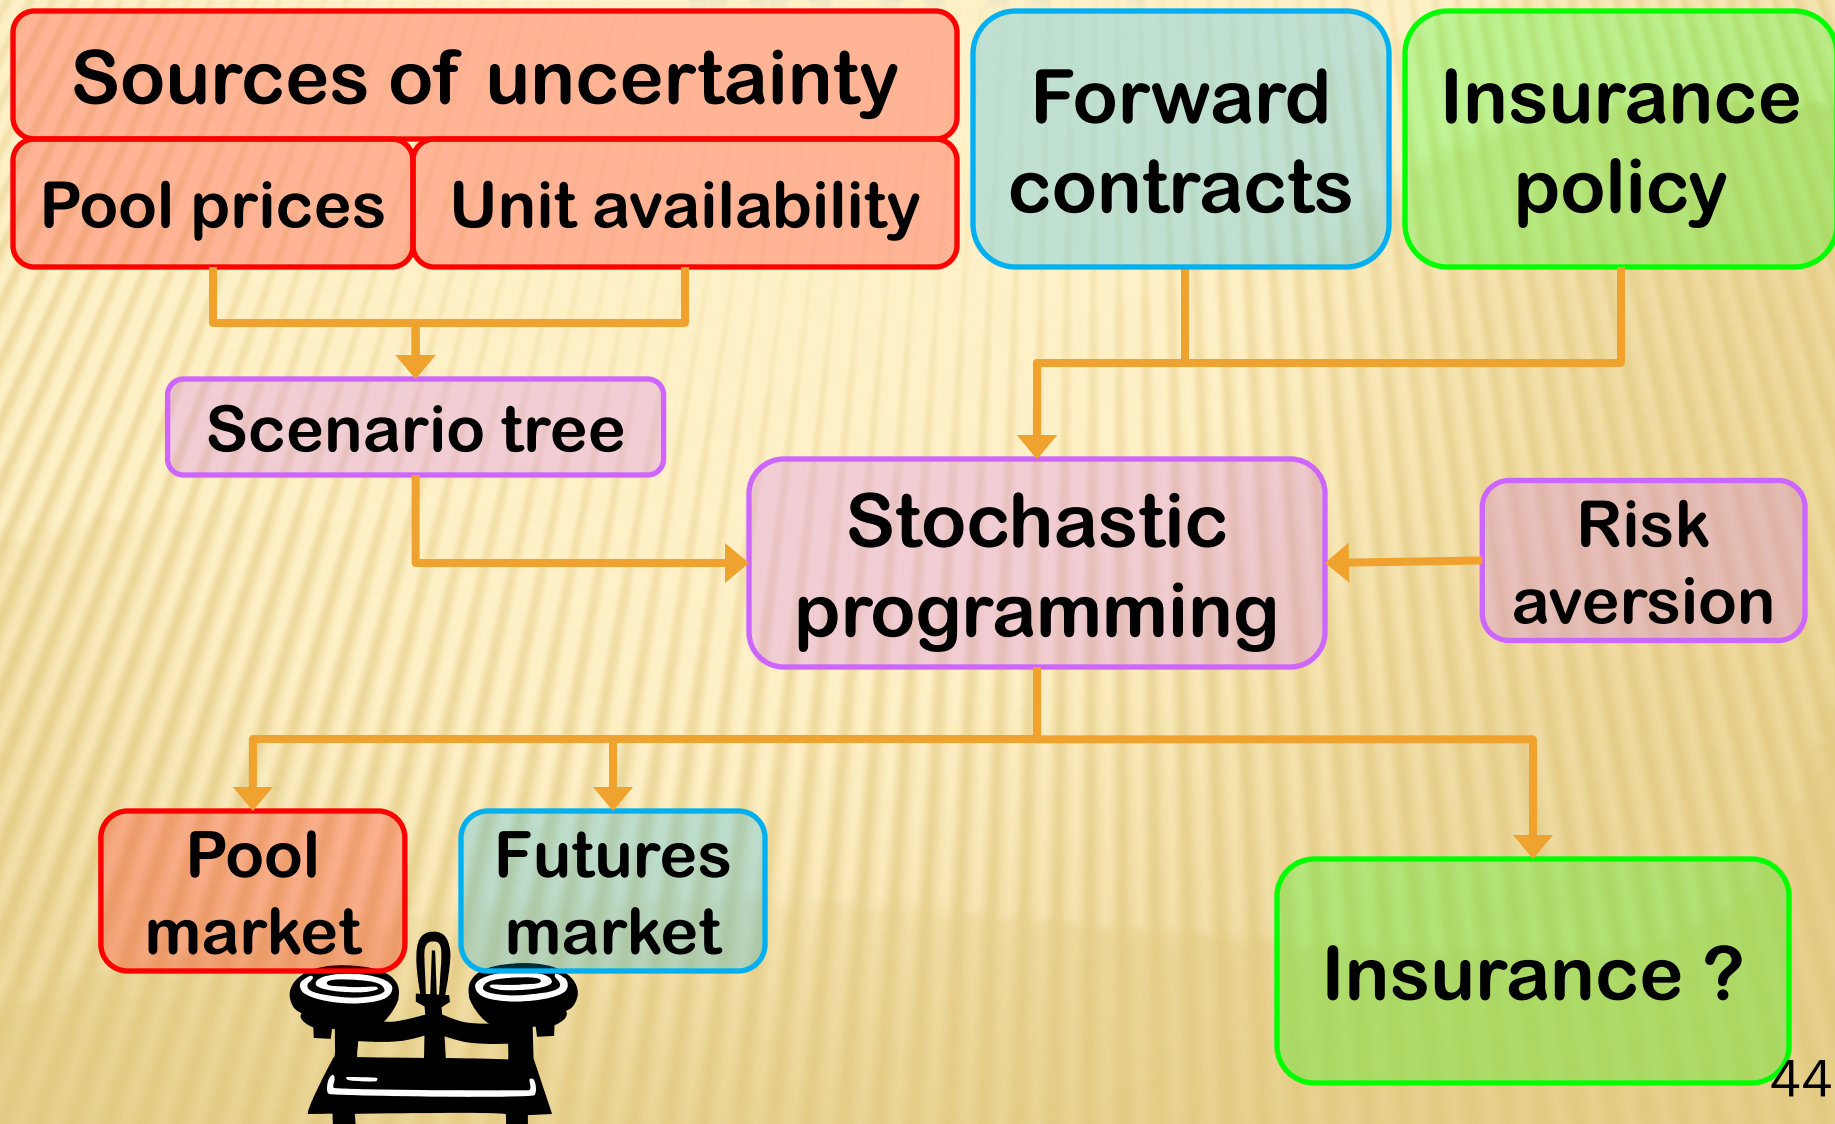 Sources of uncertainty
Pool prices
Unit availability
Forward
contracts
Insurance
policy
Scenario tree
Stochastic
programming
Risk
aversion
Pool
market
Futures
market
Insurance ?
44